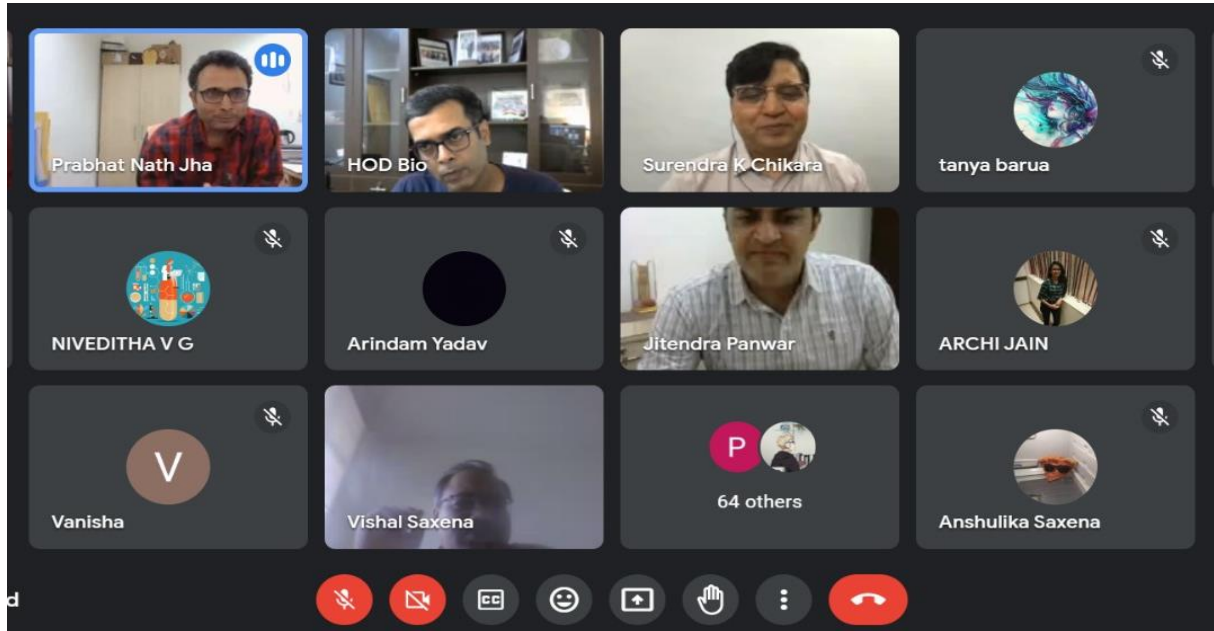 Prabhat Nath Jha
HOD Bio
Surendra K Chikara
tanya barua
NIVEDITHA V G
Arindam Yadav
Jitendra Panwar
ARCHI JAIN
V
Vanisha
Vishal Saxena
P
64 others
Anshulika Saxena
d
CC